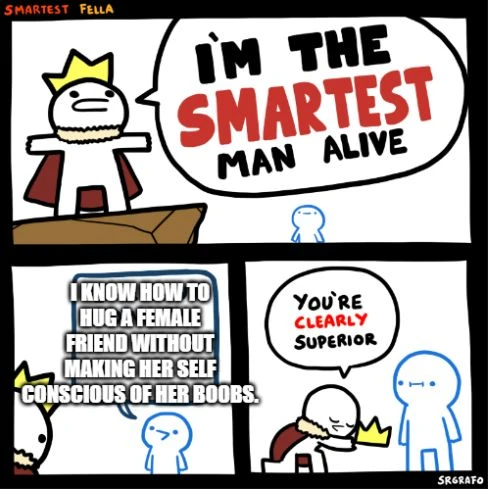 SMARTEST FELLA
I'M THE
SMARTEST
MAN ALIVE
I KNOW HOW TO
HUG A FEMALE
FRIEND WITHOUT
MAKING HER SELF
CONSCIOUS OF HER BOOBS.
YOU'RE
CLEARLY
SUPERIOR
SRGRAFO